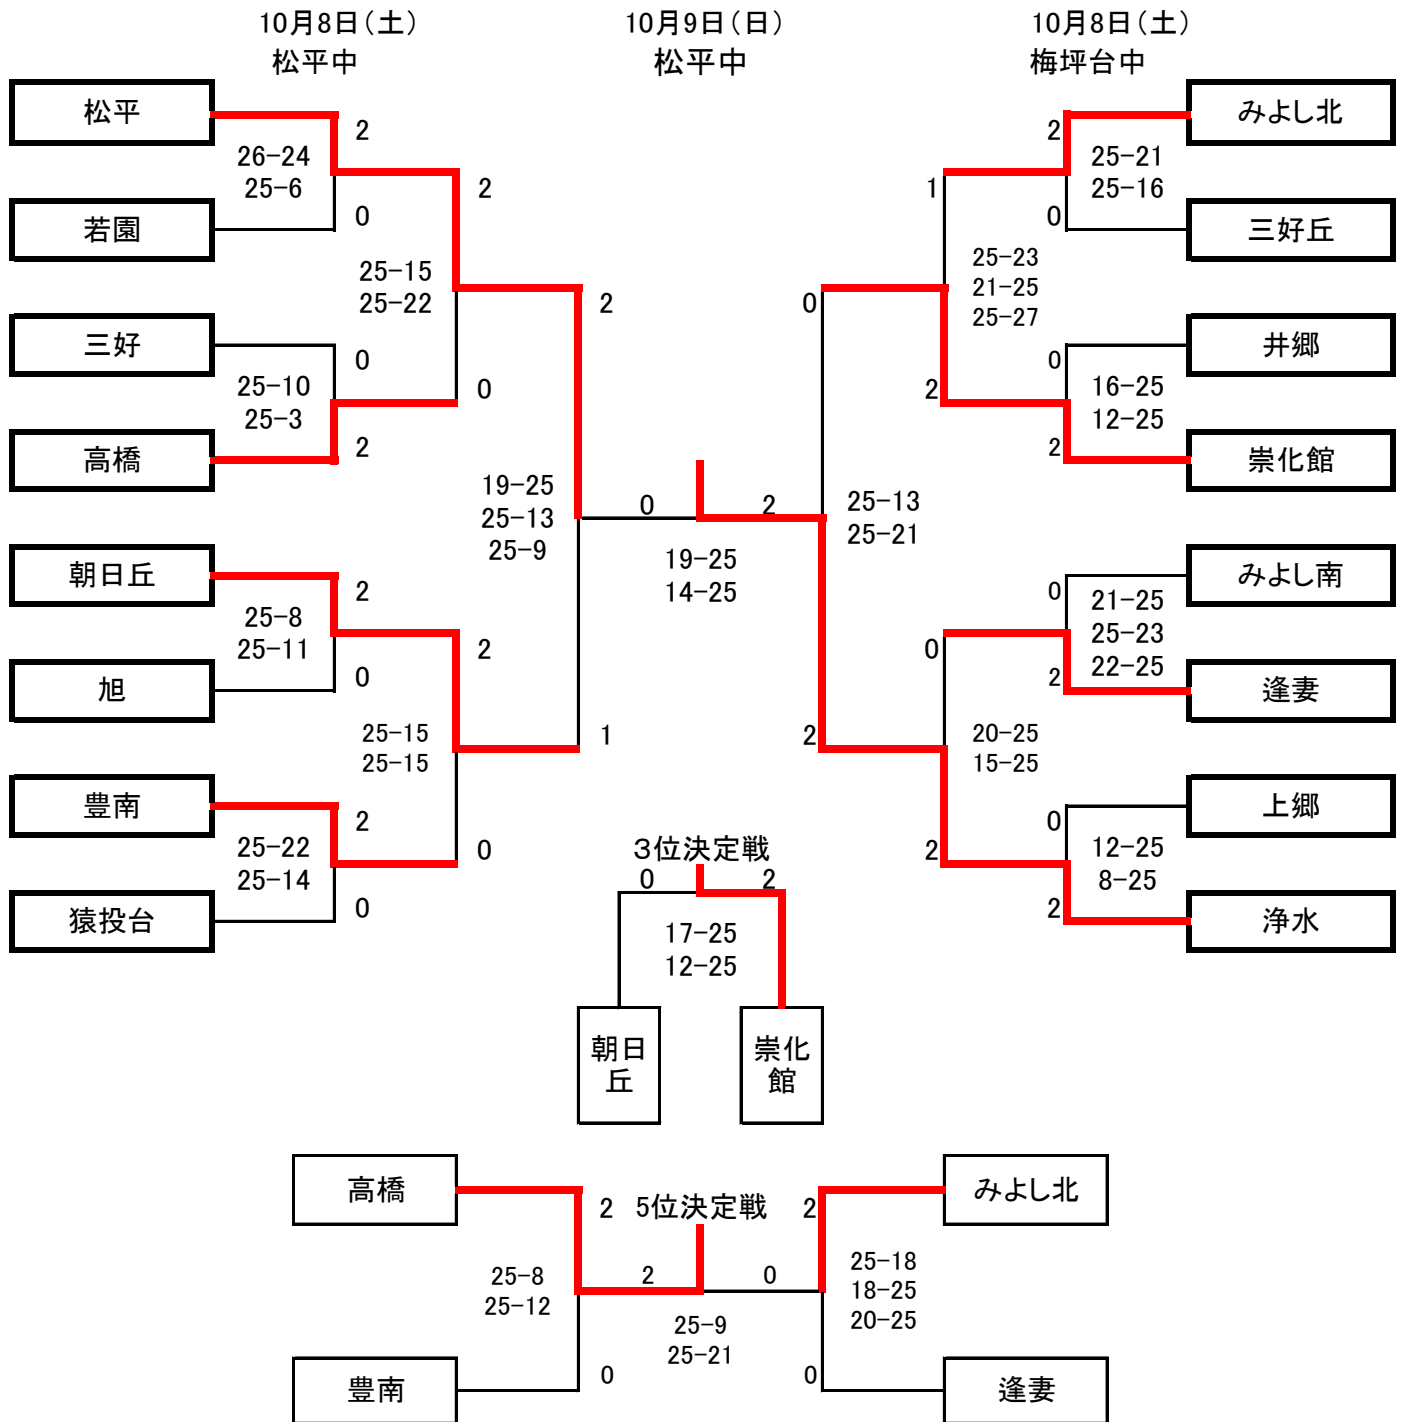 10月8日（土）
松平中
10月9日（日）
松平中
10月8日（土）
梅坪台中
松平
2
26-24
25-6
0
若園
2
25-15
25-22
三好
0
25-10
25-3
2
高橋
0
2
19-25
25-13
25-9
朝日丘
2
25-8
25-11
0
旭
2
25-15
25-15
1
豊南
2
25-22
25-14
0
猿投台
0
0
2
19-25
14-25
みよし北
2
25-21
25-16
0
三好丘
1
25-23
21-25
25-27
0
井郷
0
16-25
12-25
2
崇化館
2
25-13
25-21
みよし南
0
21-25
25-23
22-25
2
逢妻
0
20-25
15-25
2
上郷
0
12-25
8-25
2
浄水
2
３位決定戦
0
2
17-25
12-25
朝日
丘
崇化
館
高橋
2
5位決定戦
2
みよし北
25-8
25-12
2
0
25-18
18-25
20-25
25-9
25-21
0
0
豊南
逢妻